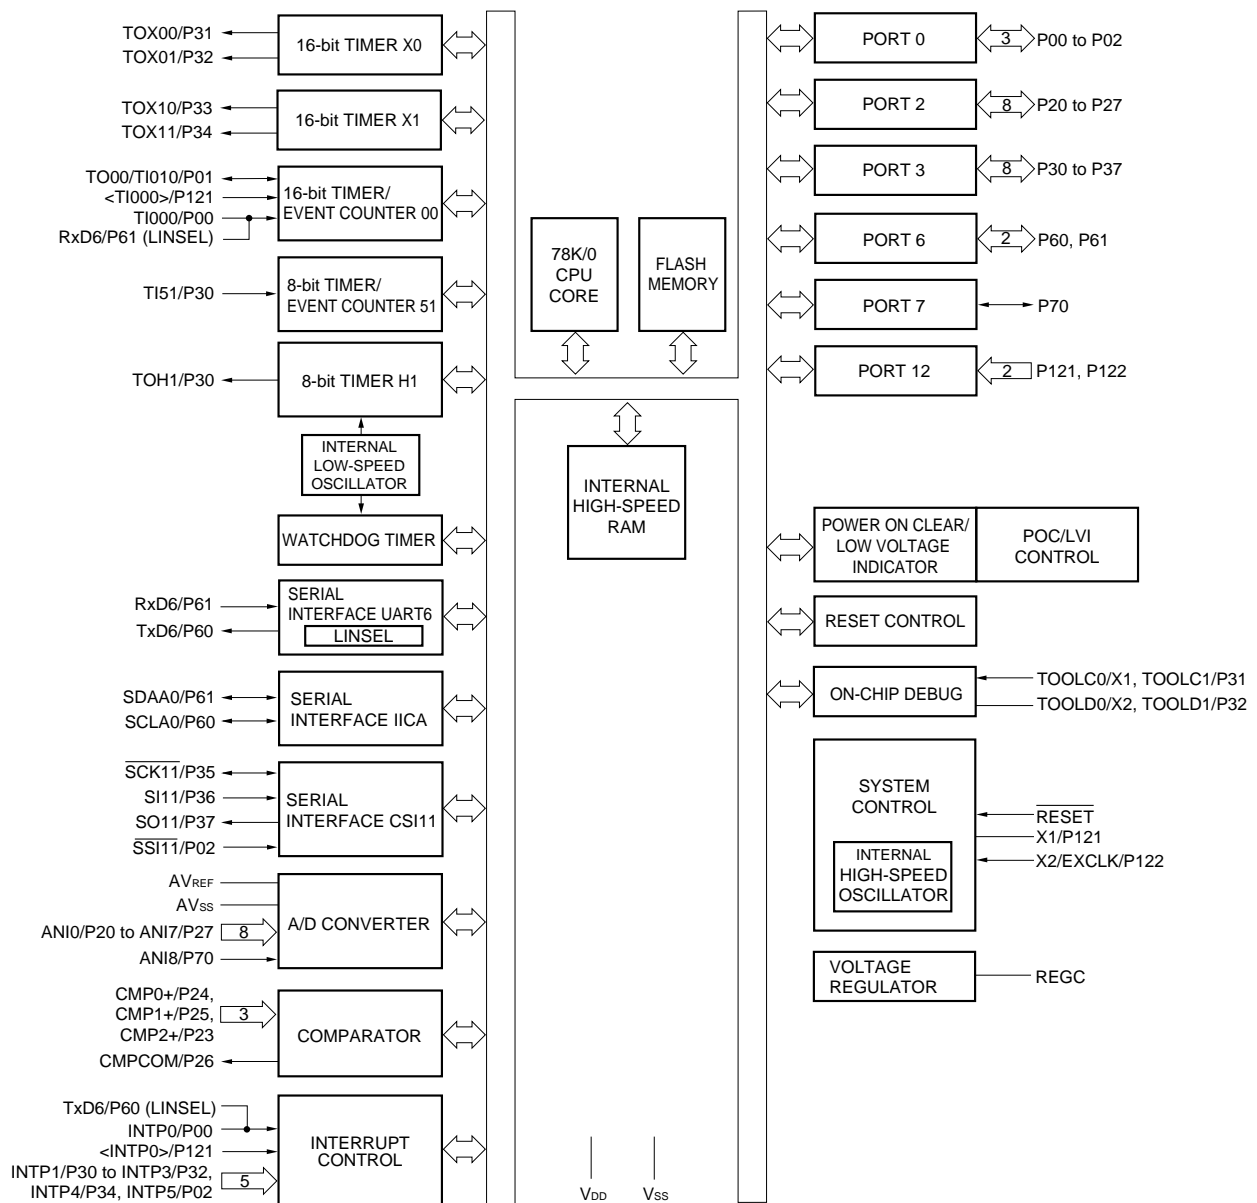 TOX00/P31
TOX01/P32
16-bit TIMER X0
TOX10/P33
TOX11/P34
16-bit TIMER X1
TO00/TI010/P01
<TI000>/P121
TI000/P00
RxD6/P61 (LINSEL)
16-bit TIMER/
EVENT COUNTER 00
TI51/P30
8-bit TIMER/
EVENT COUNTER 51
TOH1/P30
8-bit TIMER H1
INTERNAL
LOW-SPEED
OSCILLATOR
WATCHDOG TIMER
RxD6/P61
TxD6/P60
SERIAL
INTERFACE UART6
LINSEL
SDAA0/P61
SCLA0/P60
SERIAL
INTERFACE IICA
SCK11/P35
SI11/P36
SO11/P37
SSI11/P02
SERIAL
INTERFACE CSI11
AVREF
AVSS
ANI0/P20 to ANI7/P27
8
ANI8/P70
A/D CONVERTER
CMP0+/P24,
CMP1+/P25,
CMP2+/P23
3
CMPCOM/P26
COMPARATOR
TxD6/P60 (LINSEL)
INTP0/P00
<INTP0>/P121
INTP1/P30 to INTP3/P32,
INTP4/P34, INTP5/P02
5
INTERRUPT
CONTROL
78K/0
CPU
CORE
FLASH
MEMORY
INTERNAL
HIGH-SPEED
RAM
VDD
VSS
PORT 0
3
P00 to P02
PORT 2
8
P20 to P27
PORT 3
8
P30 to P37
PORT 6
2
P60, P61
PORT 7
P70
PORT 12
2
P121, P122
POWER ON CLEAR/
LOW VOLTAGE
INDICATOR
POC/LVI
CONTROL
RESET CONTROL
ON-CHIP DEBUG
TOOLC0/X1, TOOLC1/P31
TOOLD0/X2, TOOLD1/P32
SYSTEM
CONTROL
INTERNAL
HIGH-SPEED
OSCILLATOR
RESET
X1/P121
X2/EXCLK/P122
VOLTAGE
REGULATOR
REGC